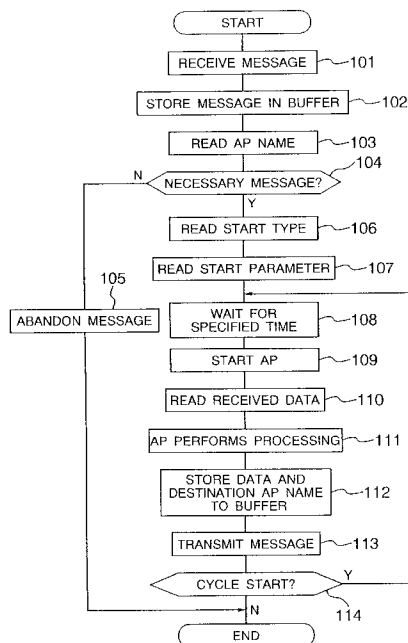 START
RECEIVE MESSAGE 101
STORE MESSAGE IN BUFFER 102
READ AP NAME 103
104
N NECESSARY MESSAGE?
Y
READ START TYPE 106
READ START PARAMETER 107
105
ABANDON MESSAGE
WAIT FOR
SPECIFIED TIME 108
START AP 109
READ RECEIVED DATA 110
AP PERFORMS PROCESSING 111
STORE DATA AND
DESTINATION AP NAME 112
TO BUFFER
TRANSMIT MESSAGE 113
CYCLE START? Y
N 114
END